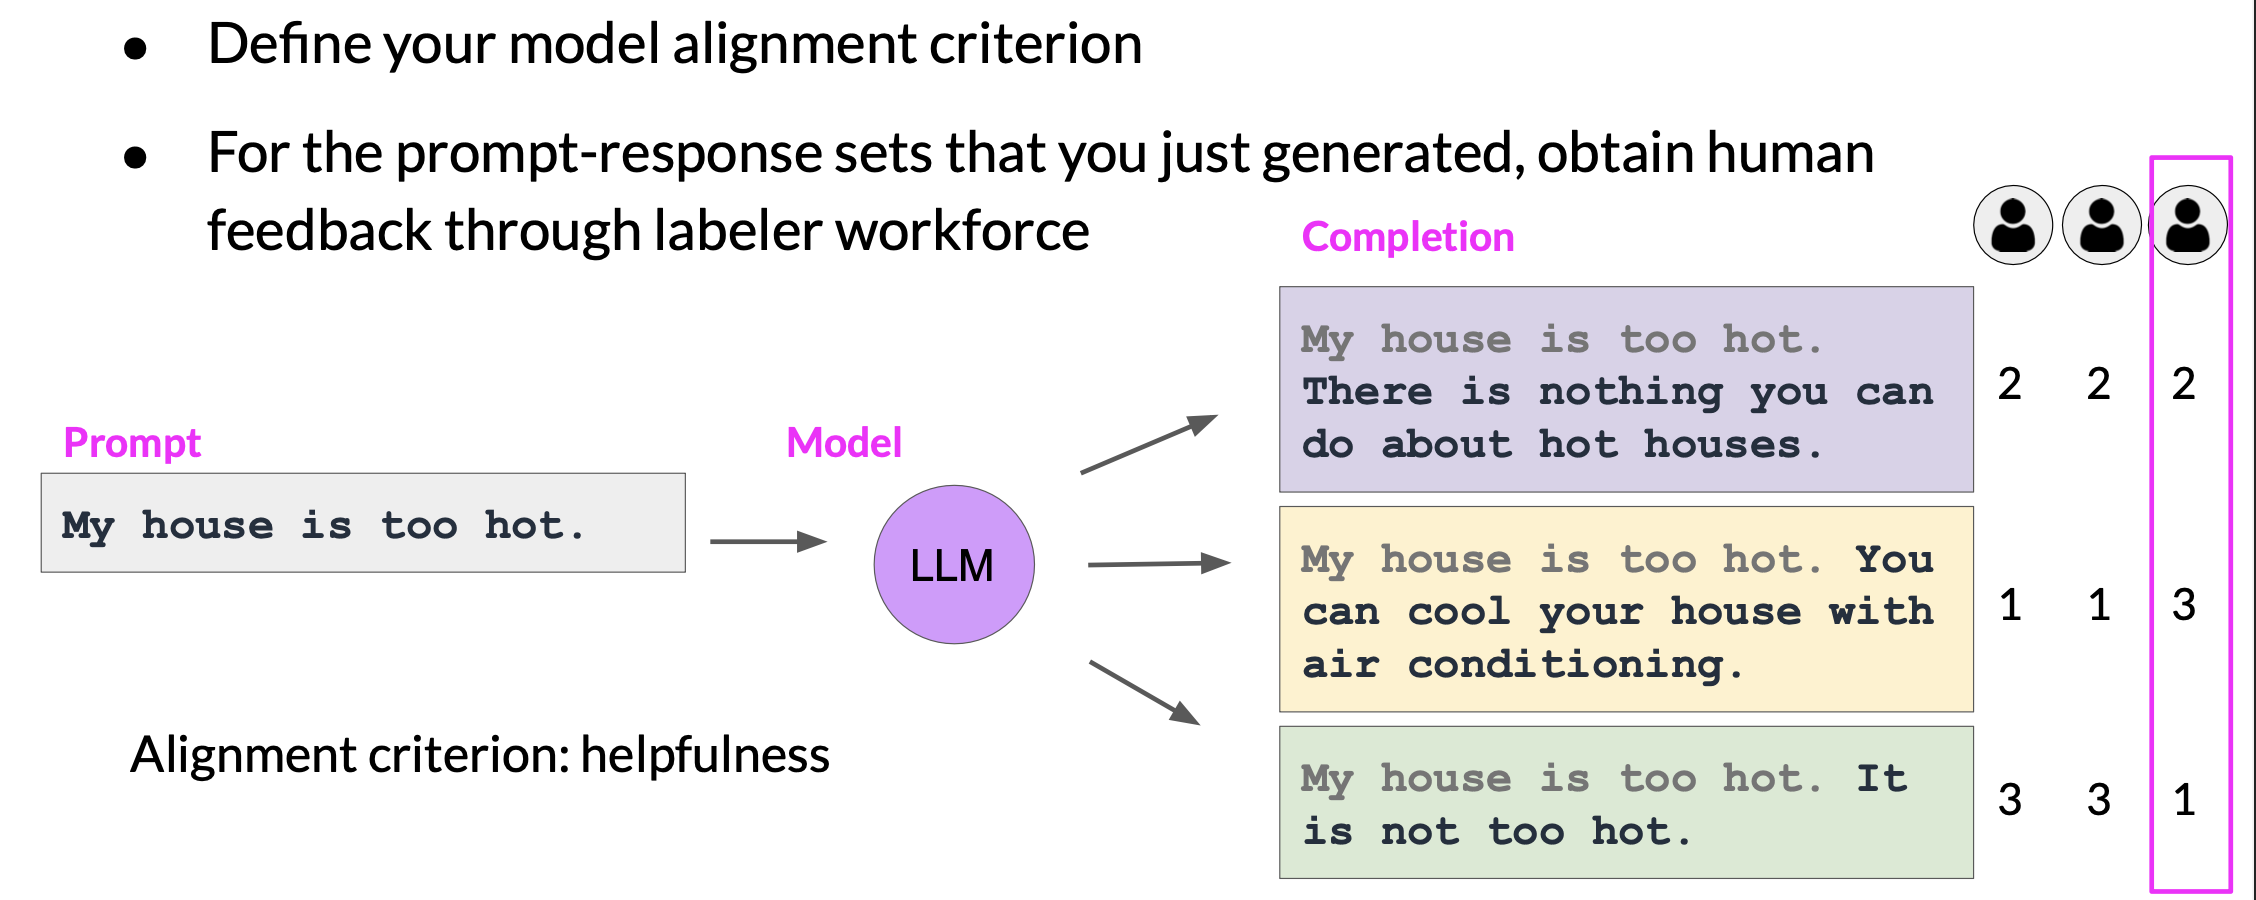 ● Define your model alignment criterion
● For the prompt-response sets that you just generated, obtain human
feedback through labeler workforce
Prompt
My house is too hot.
Model
LLM
Alignment criterion: helpfulness
Completion
My house is too hot.
There is nothing you can
do about hot houses.
2 2 2
My house is too hot. You
can cool your house with
air conditioning.
1 1 3
My house is too hot. It
is not too hot.
3 3 1